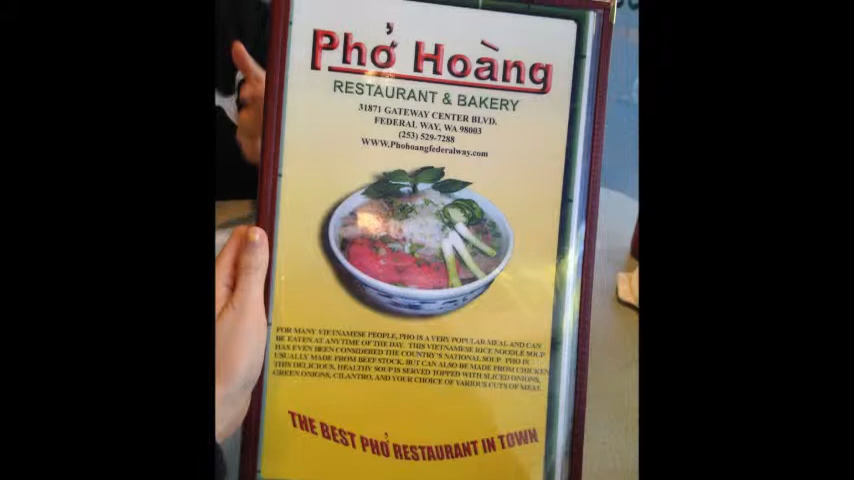 Phở Hoàng
RESTAURANT & BAKERY
31871 GATEWAY CENTER BLVD.
FEDERAL WAY, WA 98003
(253) 529-7288
WWW.Phohoangfederalway.com
FOR MANY VIETNAMESE PEOPLE, PHO IS A VERY POPULAR MEAL AND CAN
BE EATEN AT ANYTIME OF THE DAY. THIS VIETNAMESE RICE NOODLE SOUP
HAS EVEN BEEN CONSIDERED THE COUNTRY'S NATIONAL SOUP. PHO IS
USUALLY MADE FROM BEEF STOCK, BUT CAN ALSO BE MADE FROM CHICKEN.
THIS DELICIOUS, HEALTHY SOUP IS SERVED TOPPED WITH SLICED ONIONS,
GREEN ONIONS, CILANTRO, AND YOUR CHOICE OF VARIOUS CUTS OF MEAT.
THE BEST PHỞ RESTAURANT IN TOWN